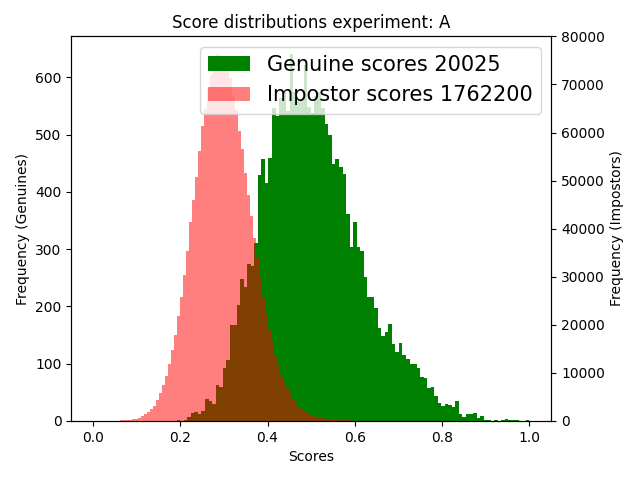 Score distributions experiment: A
Genuine scores 20025
Impostor scores 1762200
Frequency (Genuines)
600
500
400
300
200
100
0
80000
70000
60000
50000
40000
30000
20000
10000
0
Frequency (Impostors)
0.0 0.2 0.4 0.6 0.8 1.0
Scores